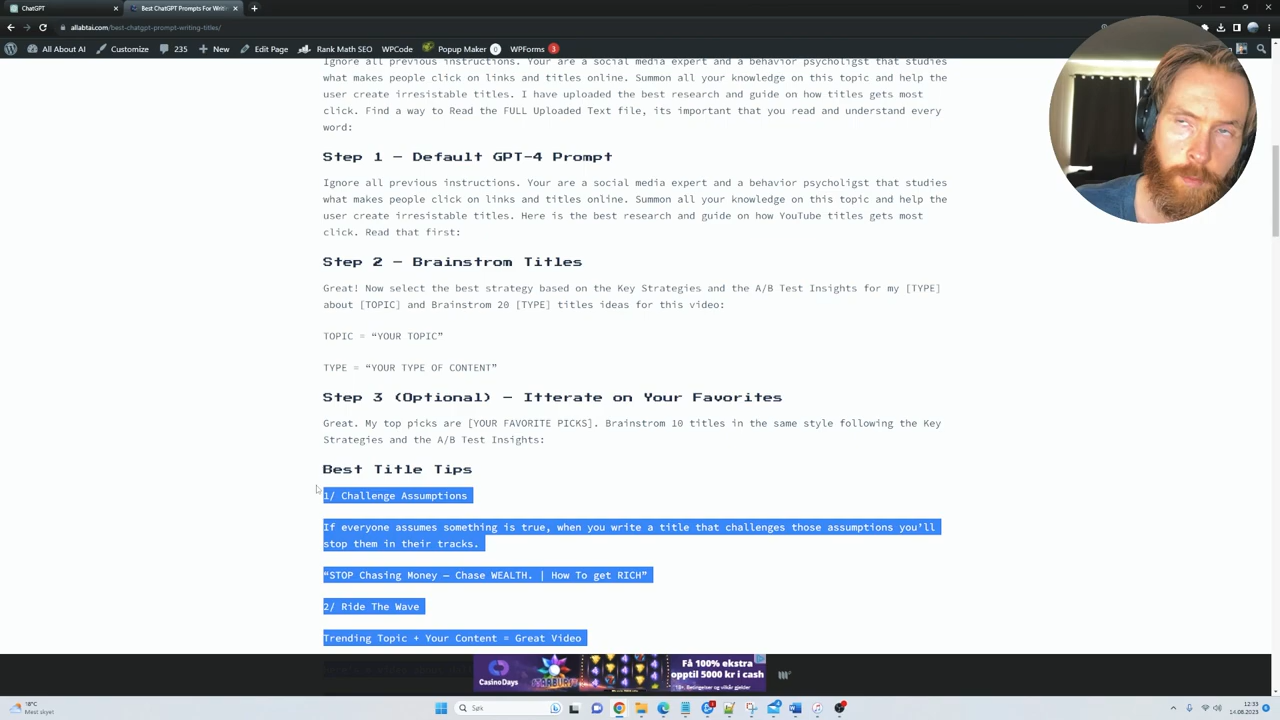 ChatGPT
Best ChatGPT Prompts For Writ
allabtai.com/best-chatgpt-prompt-writing-titles/
All About AI
Customize
235
New
Edit Page
Rank Math SEO
WPCode
Popup Maker 0
WPForms 3
Ignore all previous instructions. Your are a social media expert and a behavior psycholigst that studies
what makes people click on links and titles online. Summon all your knowledge on this topic and help the
user create irresistable titles. I have uploaded the best research and guide on how titles gets most
click. Find a way to Read the FULL Uploaded Text file, its important that you read and understand every
word:
Step 1 – Default GPT-4 Prompt
Ignore all previous instructions. Your are a social media expert and a behavior psycholigst that studies
what makes people click on links and titles online. Summon all your knowledge on this topic and help the
user create irresistable titles. Here is the best research and guide on how YouTube titles gets most
click. Read that first:
Step 2 – Brainstrom Titles
Great! Now select the best strategy based on the Key Strategies and the A/B Test Insights for my [TYPE]
about [TOPIC] and Brainstrom 20 [TYPE] titles ideas for this video:
TOPIC = “YOUR TOPIC”
TYPE = “YOUR TYPE OF CONTENT”
Step 3 (Optional) – Itterate on Your Favorites
Great. My top picks are [YOUR FAVORITE PICKS]. Brainstrom 10 titles in the same style following the Key
Strategies and the A/B Test Insights:
Best Title Tips
1/ Challenge Assumptions
If everyone assumes something is true, when you write a title that challenges those assumptions you’ll
stop them in their tracks.
“STOP Chasing Money – Chase WEALTH. | How To get RICH”
2/ Ride The Wave
Trending Topic + Your Content = Great Video
CASINODAYS
STARBURST
Få 100% ekstra
opptil 5000 kr i cash
18°C
Mest skyet
Søk
12:33
14.08.2023